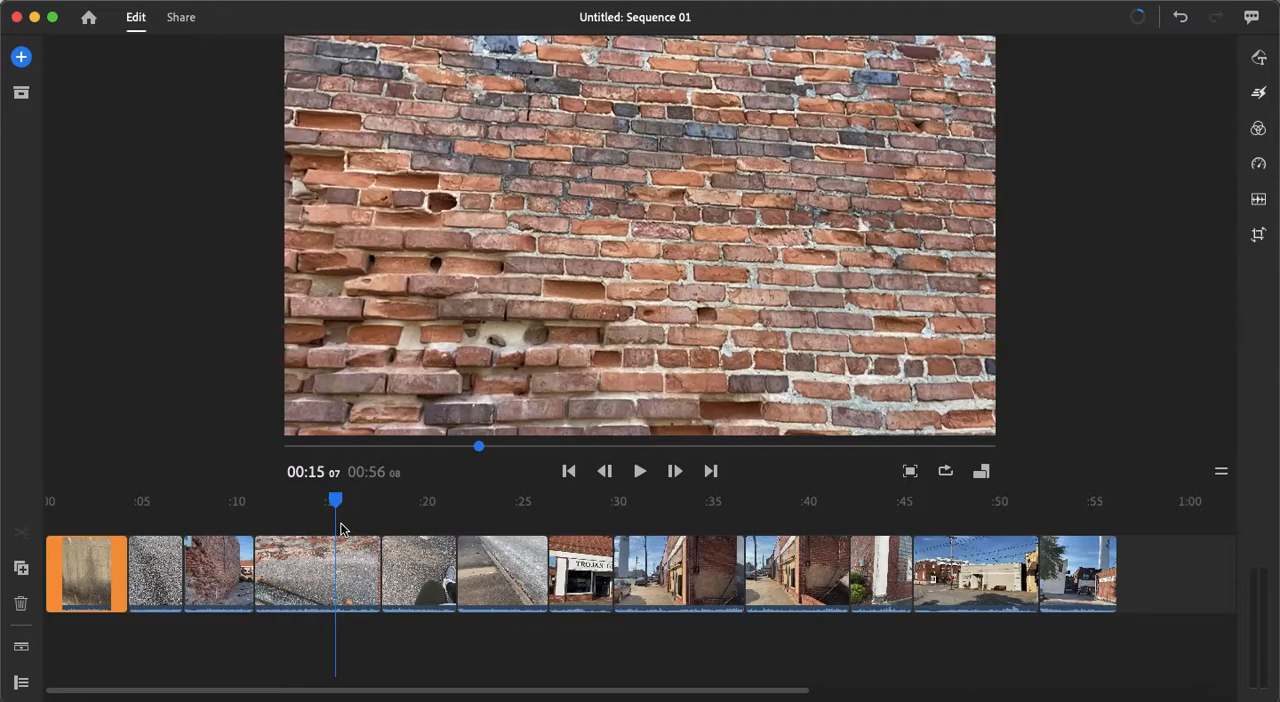 Edit
Share
Untitled: Sequence 01
00:15 07
00:56 08
00 :05 :10 :20 :25 :30 :35 :40 :45 :50 :55 1:00
TROJAN